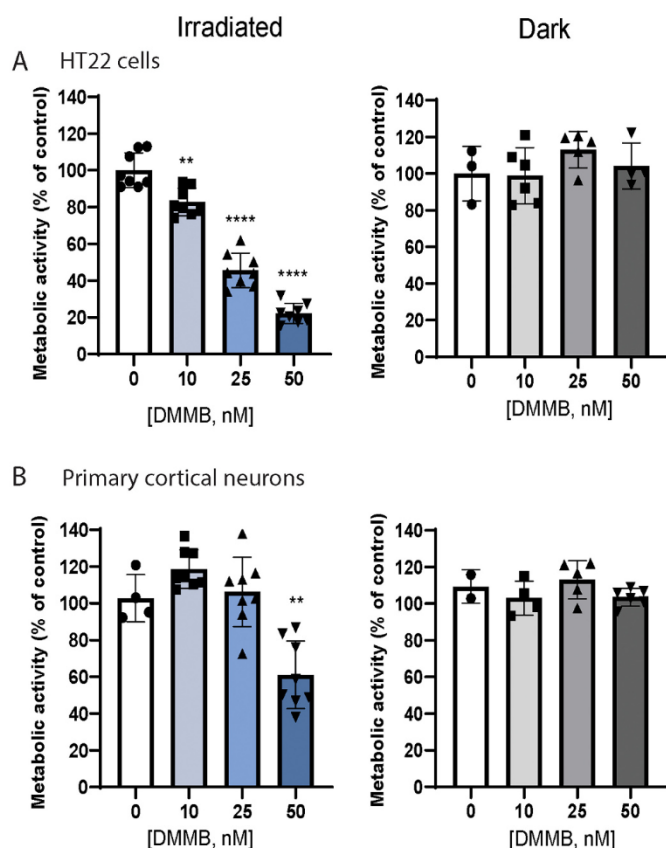 Irradiated Dark
A HT22 cells
Metabolic activity (% of control)
140
120
100
80
60
40
20
0
**
****
****
0 10 25 50
[DMMB, nM]
Metabolic activity (% of control)
140
120
100
80
60
40
20
0
0 10 25 50
[DMMB, nM]
B Primary cortical neurons
Metabolic activity (% of control)
140
120
100
80
60
40
20
0
**
0 10 25 50
[DMMB, nM]
Metabolic activity (% of control)
140
120
100
80
60
40
20
0
0 10 25 50
[DMMB, nM]